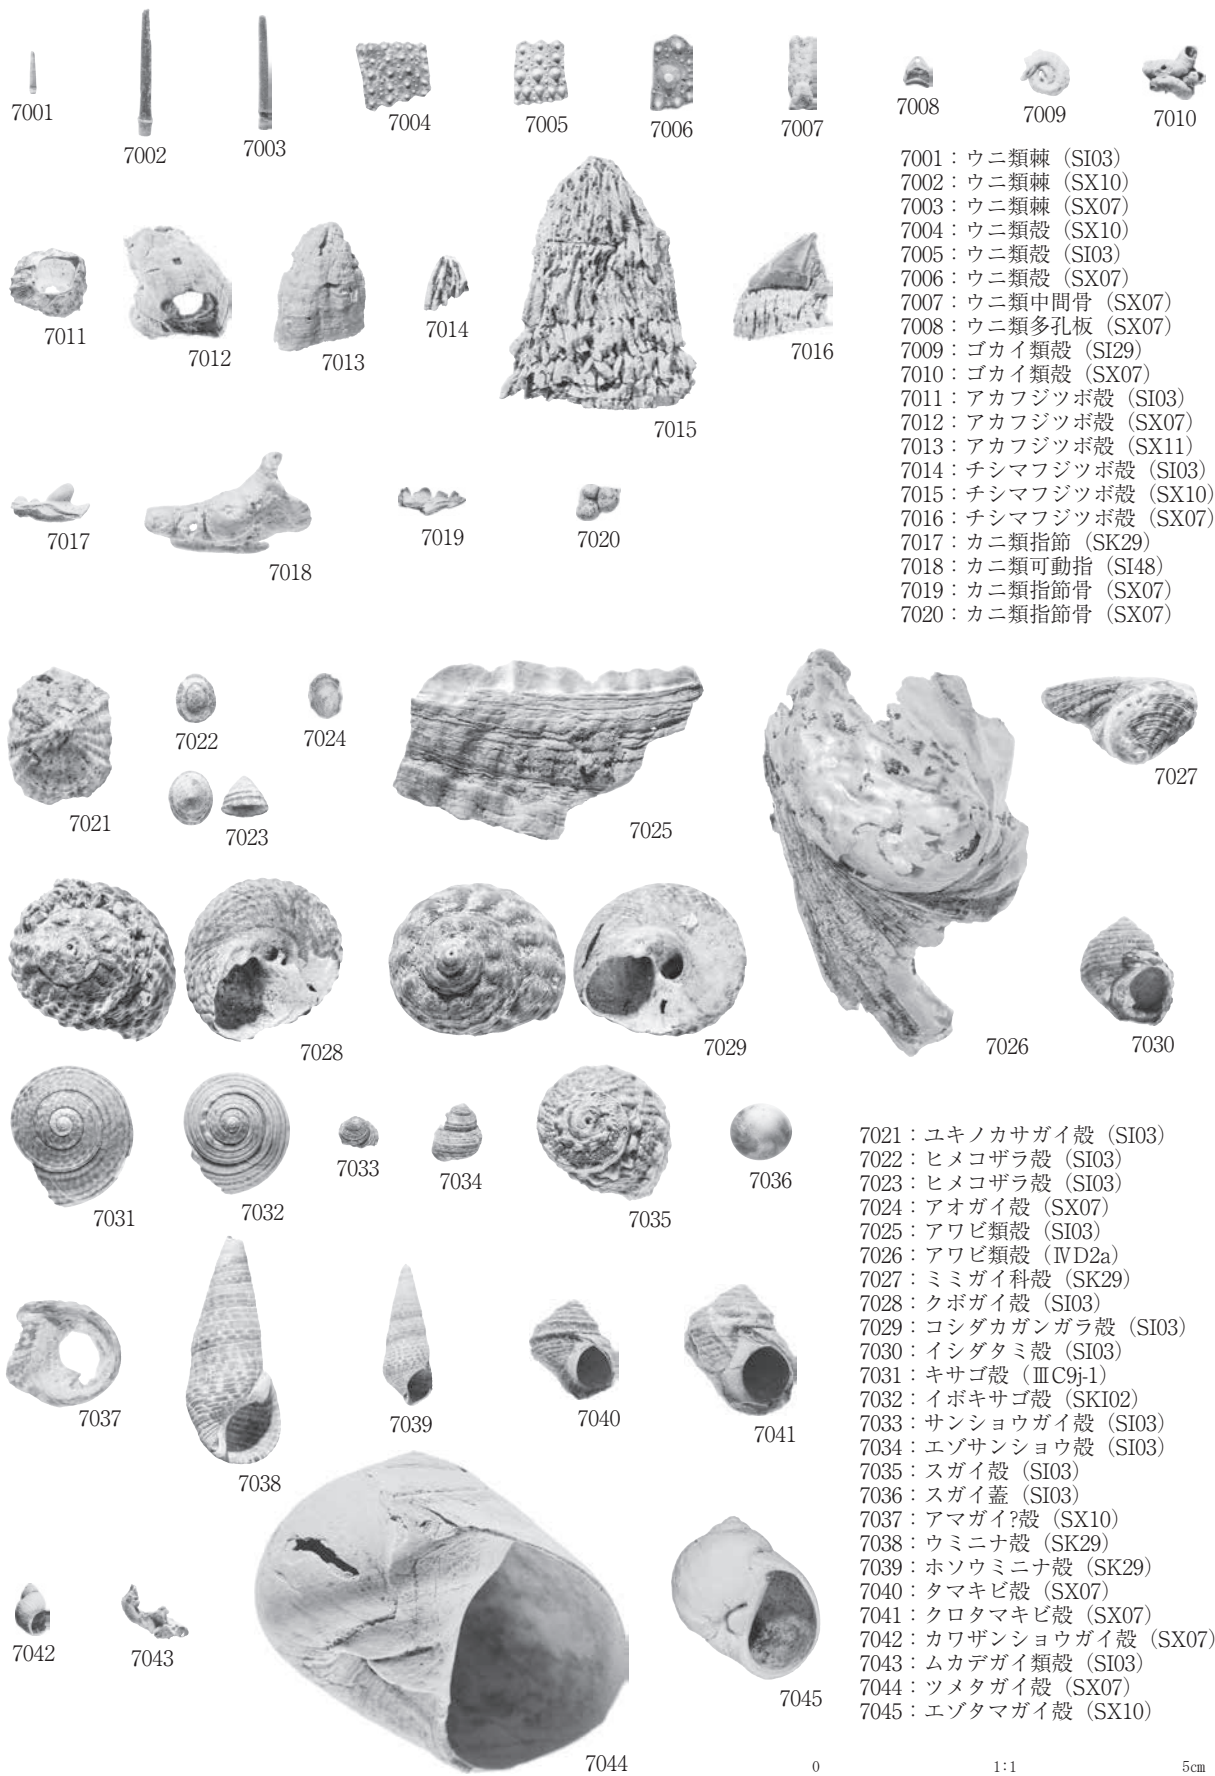 7001
7002
7003
7004
7005
7006
7007
7008
7009
7010
7001：ウニ類棘（SI03）
7002：ウニ類棘（SX10）
7003：ウニ類棘（SX07）
7004：ウニ類殻（SX10）
7005：ウニ類殻（SI03）
7006：ウニ類殻（SX07）
7007：ウニ類中間骨（SX07）
7008：ウニ類多孔板（SX07）
7009：ゴカイ類殻（SI29）
7010：ゴカイ類殻（SX07）
7011：アカフジツボ殻（SI03）
7012：アカフジツボ殻（SX07）
7013：アカフジツボ殻（SX11）
7014：チシマフジツボ殻（SI03）
7015：チシマフジツボ殻（SX10）
7016：チシマフジツボ殻（SX07）
7017：カニ類指節（SK29）
7018：カニ類可動指（SI48）
7019：カニ類指節骨（SX07）
7020：カニ類指節骨（SX07）
7011
7012
7013
7014
7015
7016
7017
7018
7019
7020
7021
7022
7023
7024
7025
7026
7027
7028
7029
7030
7031
7032
7033
7034
7035
7036
7021：ユキノカサガイ殻（SI03）
7022：ヒメコザラ殻（SI03）
7023：ヒメコザラ殻（SI03）
7024：アオガイ殻（SX07）
7025：アワビ類殻（SI03）
7026：アワビ類殻（ⅣD2a）
7027：ミミガイ科殻（SK29）
7028：クボガイ殻（SI03）
7029：コシダカガンガラ殻（SI03）
7030：イシダタミ殻（SI03）
7031：キサゴ殻（ⅢC9j-1）
7032：イボキサゴ殻（SKI02）
7033：サンショウガイ殻（SI03）
7034：エゾサンショウ殻（SI03）
7035：スガイ殻（SI03）
7036：スガイ蓋（SI03）
7037：アマガイ?殻（SX10）
7038：ウミニナ殻（SK29）
7039：ホソウミニナ殻（SK29）
7040：タマキビ殻（SX07）
7041：クロタマキビ殻（SX07）
7042：カワザンショウガイ殻（SX07）
7043：ムカデガイ類殻（SI03）
7044：ツメタガイ殻（SX07）
7045：エゾタマガイ殻（SX10）
7037
7038
7039
7040
7041
7042
7043
7044
7045
0 1:1 5cm